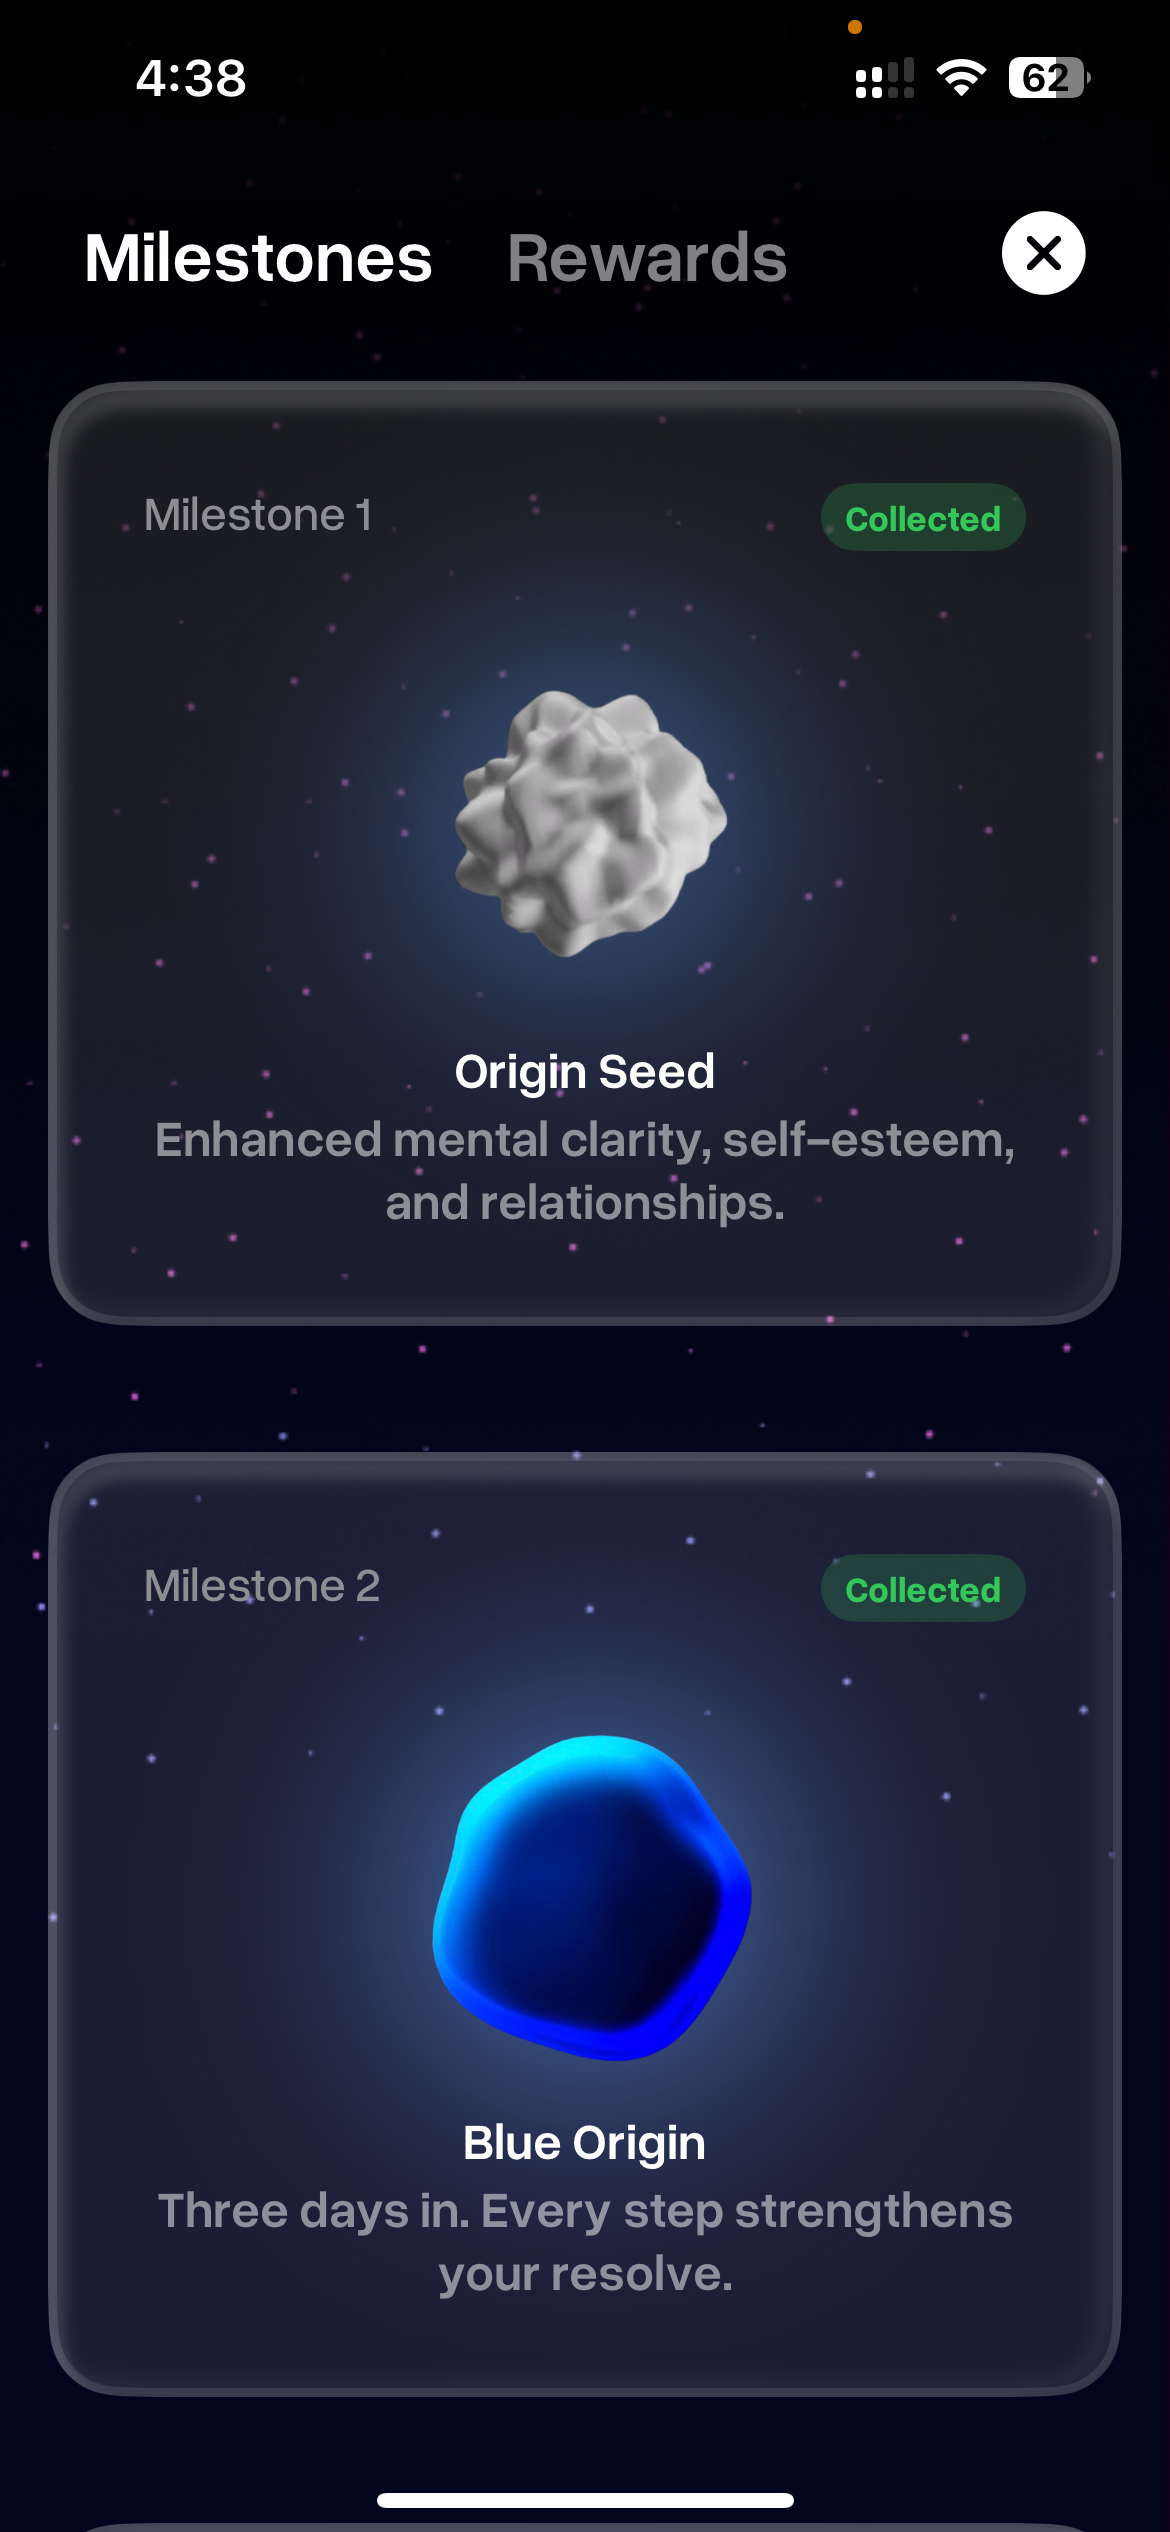 4:38
62
Milestones
Rewards
Milestone 1
Collected
Origin Seed
Enhanced mental clarity, self-esteem,
and relationships.
Milestone 2
Collected
Blue Origin
Three days in. Every step strengthens
your resolve.